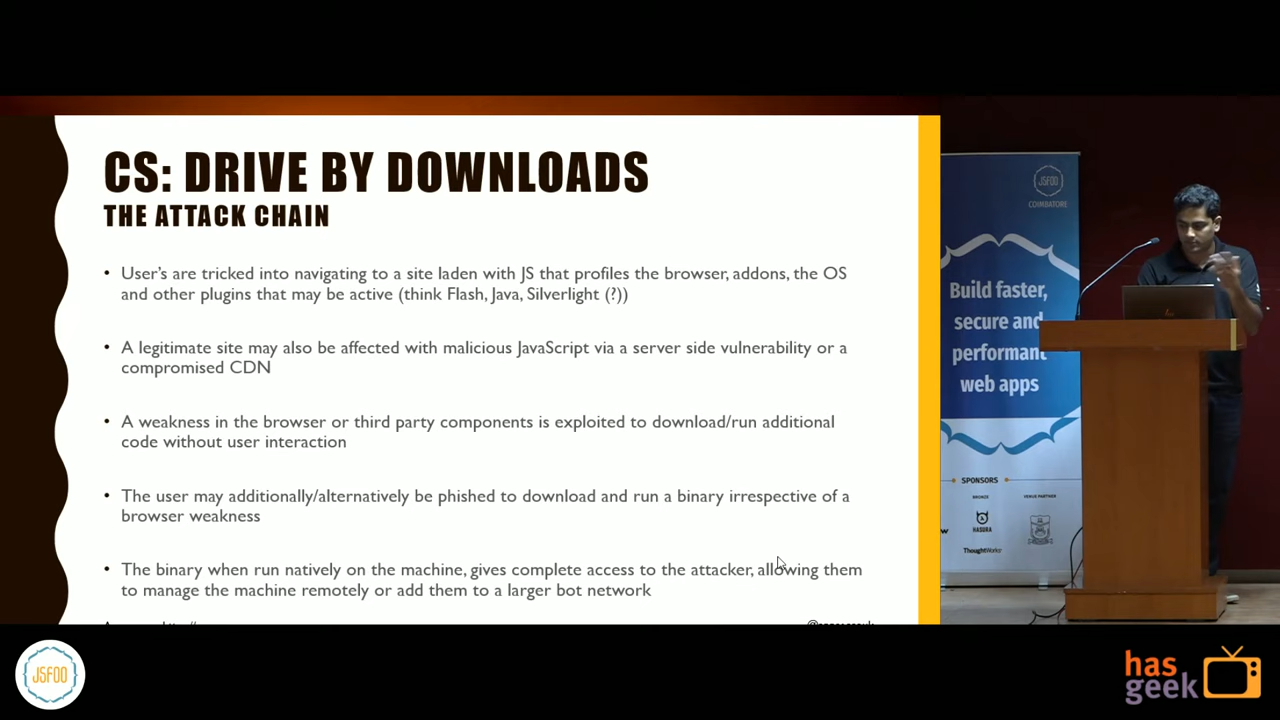 CS: DRIVE BY DOWNLOADS
THE ATTACK CHAIN
• User's are tricked into navigating to a site laden with JS that profiles the browser, addons, the OS
and other plugins that may be active (think Flash, Java, Silverlight (?))
• A legitimate site may also be affected with malicious JavaScript via a server side vulnerability or a
compromised CDN
• A weakness in the browser or third party components is exploited to download/run additional
code without user interaction
• The user may additionally/alternatively be phished to download and run a binary irrespective of a
browser weakness
• The binary when run natively on the machine, gives complete access to the attacker, allowing them
to manage the machine remotely or add them to a larger bot network
JSFOO
COIMBATORE
Build faster,
secure and
performant
web apps
SPONSORS
BRONZE
VENUE PARTNER
HASURA
ThoughtWorks
JSFOO
has
geek